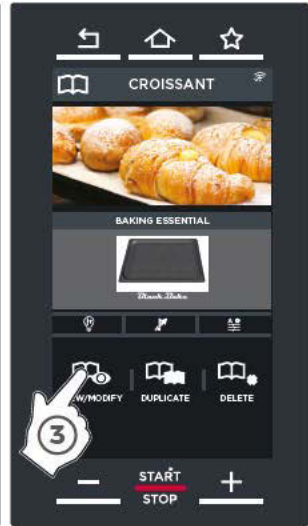 CROISSANT
BAKING ESSENTIAL
Black.Bake
W/MODIFY DUPLICATE DELETE
3
START
STOP